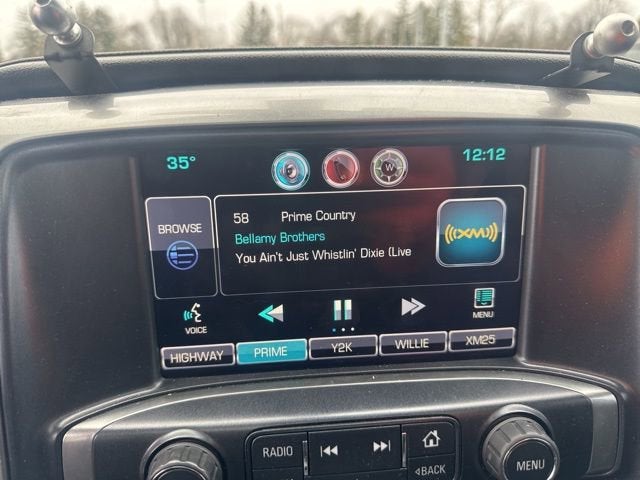 35° 12:12
W
BROWSE
58 Prime Country
Bellamy Brothers
You Ain't Just Whistlin' Dixie (Live
((XM))
VOICE
MENU
HIGHWAY PRIME Y2K WILLIE XM25
RADIO
BACK
MENU